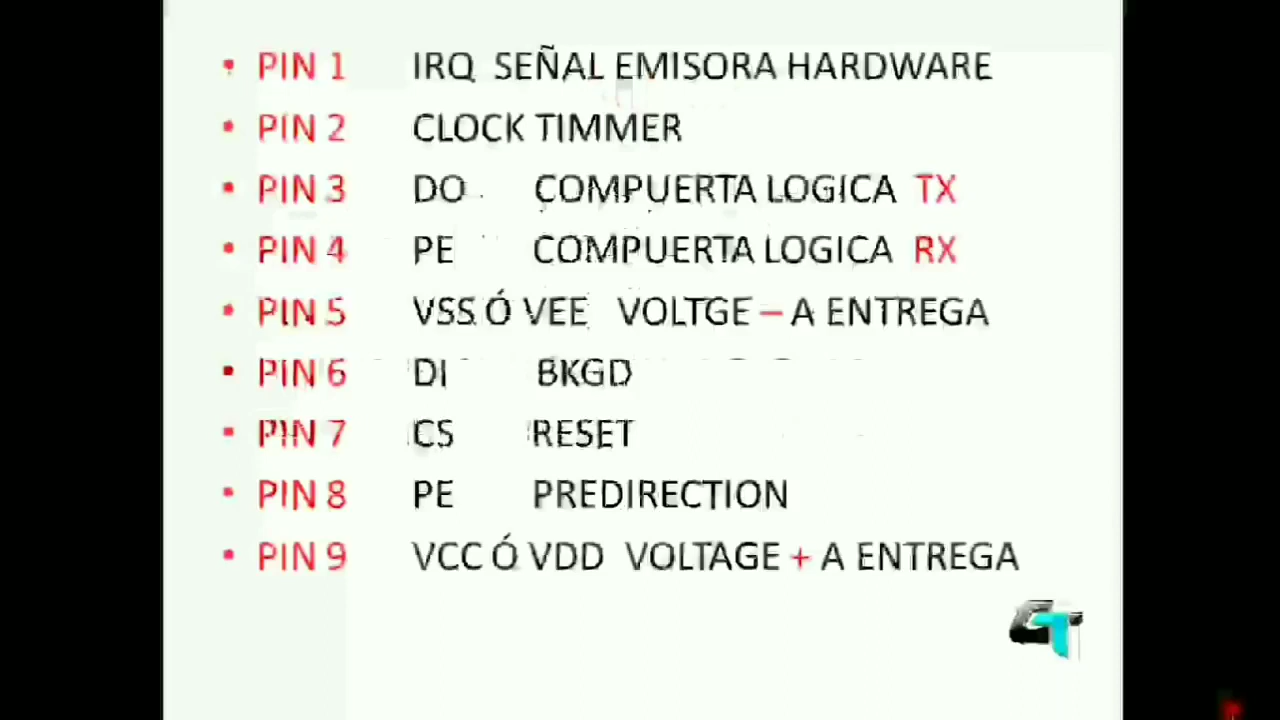 • PIN 1 IRQ SEÑAL EMISORA HARDWARE
• PIN 2 CLOCK TIMMER
• PIN 3 DO COMPUERTA LOGICA TX
• PIN 4 PE COMPUERTA LOGICA RX
• PIN 5 VSS Ó VEE VOLTGE – A ENTREGA
• PIN 6 DI BKGD
• PIN 7 CS RESET
• PIN 8 PE PREDIRECTION
• PIN 9 VCC Ó VDD VOLTAGE + A ENTREGA